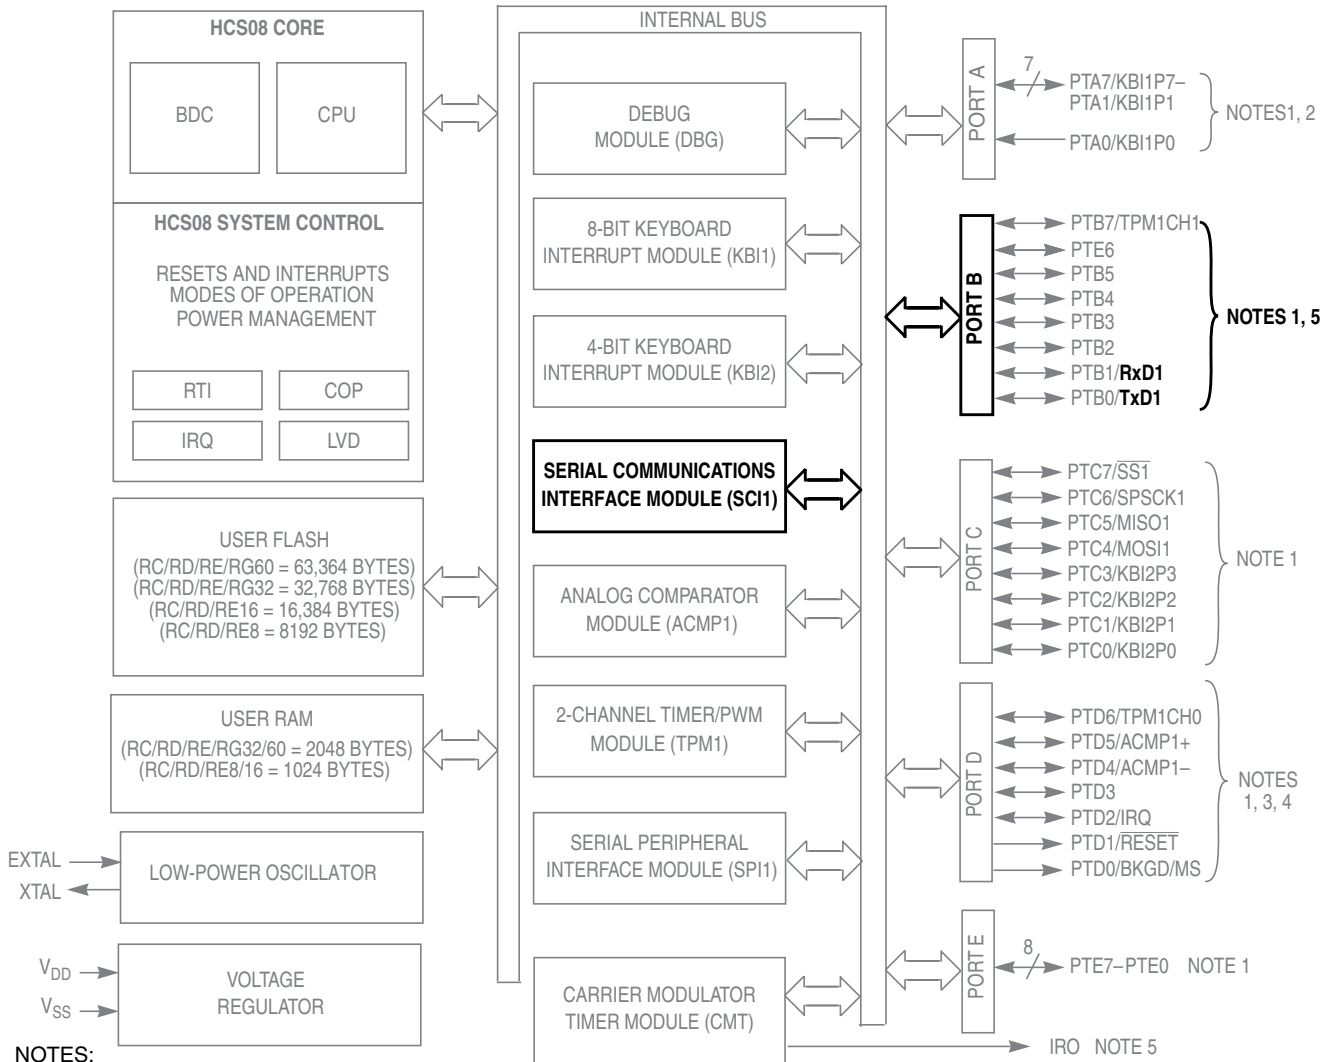 HCS08 CORE
BDC
CPU
HCS08 SYSTEM CONTROL
RESETS AND INTERRUPTS
MODES OF OPERATION
POWER MANAGEMENT
RTI
COP
IRQ
LVD
USER FLASH
(RC/RD/RE/RG60 = 63,364 BYTES)
(RC/RD/RE/RG32 = 32,768 BYTES)
(RC/RD/RE16 = 16,384 BYTES)
(RC/RD/RE8 = 8192 BYTES)
USER RAM
(RC/RD/RE/RG32/60 = 2048 BYTES)
(RC/RD/RE8/16 = 1024 BYTES)
EXTAL
XTAL
LOW-POWER OSCILLATOR
VDD
VSS
VOLTAGE
REGULATOR
NOTES:
INTERNAL BUS
DEBUG
MODULE (DBG)
8-BIT KEYBOARD
INTERRUPT MODULE (KBI1)
4-BIT KEYBOARD
INTERRUPT MODULE (KBI2)
SERIAL COMMUNICATIONS
INTERFACE MODULE (SCI1)
ANALOG COMPARATOR
MODULE (ACMP1)
2-CHANNEL TIMER/PWM
MODULE (TPM1)
SERIAL PERIPHERAL
INTERFACE MODULE (SPI1)
CARRIER MODULATOR
TIMER MODULE (CMT)
PORT A
7
PTA7/KBI1P7–
PTA1/KBI1P1
PTA0/KBI1P0
NOTES1, 2
PORT B
PTB7/TPM1CH1
PTE6
PTB5
PTB4
PTB3
PTB2
PTB1/RxD1
PTB0/TxD1
NOTES 1, 5
PORT C
PTC7/SS1
PTC6/SPSCK1
PTC5/MISO1
PTC4/MOSI1
PTC3/KBI2P3
PTC2/KBI2P2
PTC1/KBI2P1
PTC0/KBI2P0
NOTE 1
PORT D
PTD6/TPM1CH0
PTD5/ACMP1+
PTD4/ACMP1–
PTD3
PTD2/IRQ
PTD1/RESET
PTD0/BKGD/MS
NOTES
1, 3, 4
PORT E
8
PTE7–PTE0 NOTE 1
IRO NOTE 5